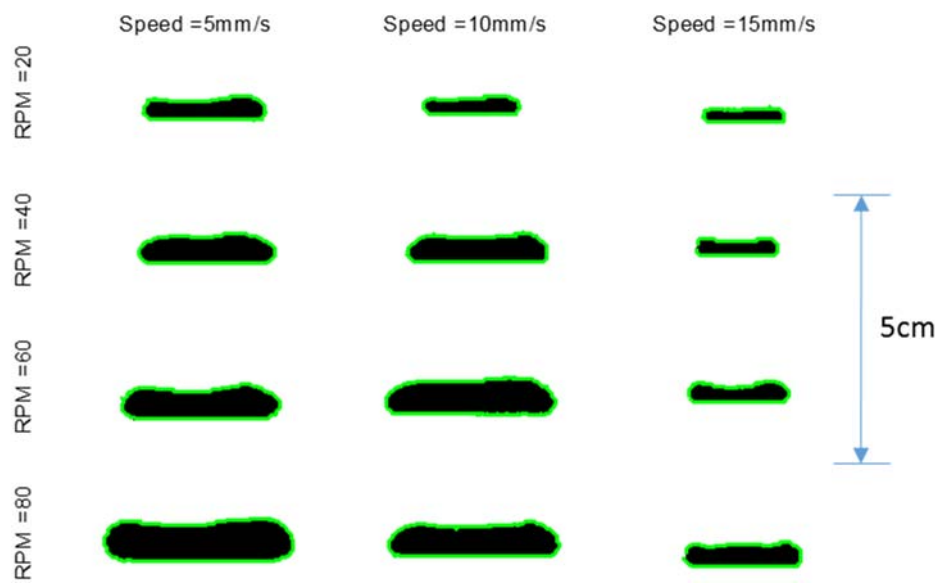 Speed =5mm/s
Speed =10mm/s
Speed =15mm/s
RPM =20
RPM =40
RPM =60
RPM =80
5cm